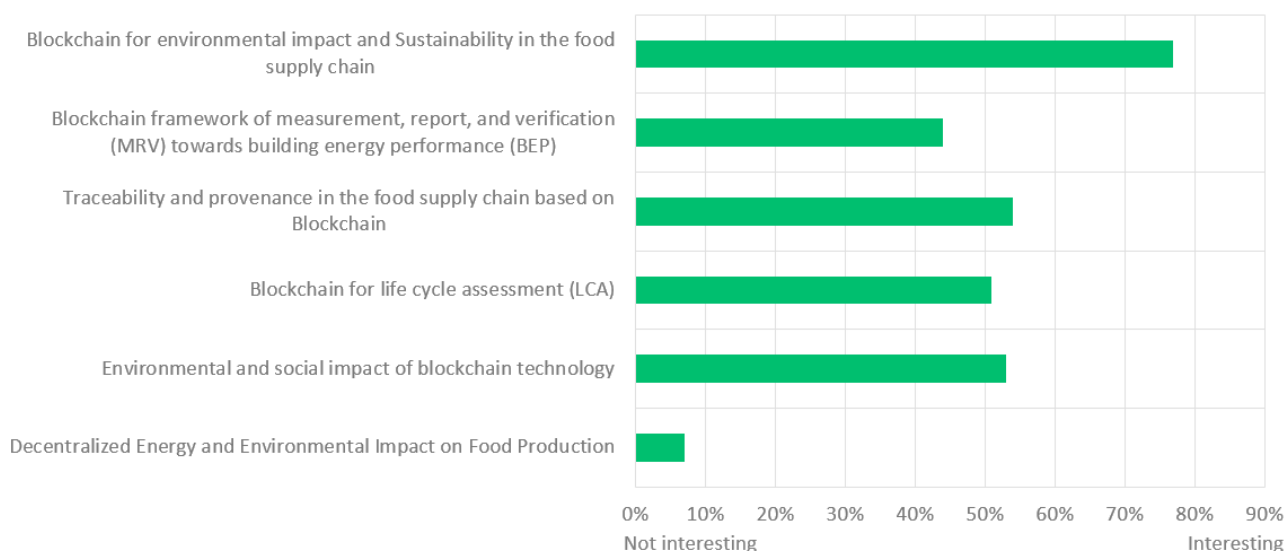 Blockchain for environmental impact and Sustainability in the food
supply chain
Blockchain framework of measurement, report, and verification
(MRV) towards building energy performance (BEP)
Traceability and provenance in the food supply chain based on
Blockchain
Blockchain for life cycle assessment (LCA)
Environmental and social impact of blockchain technology
Decentralized Energy and Environmental Impact on Food Production
0% 10% 20% 30% 40% 50% 60% 70% 80% 90%
Not interesting Interesting